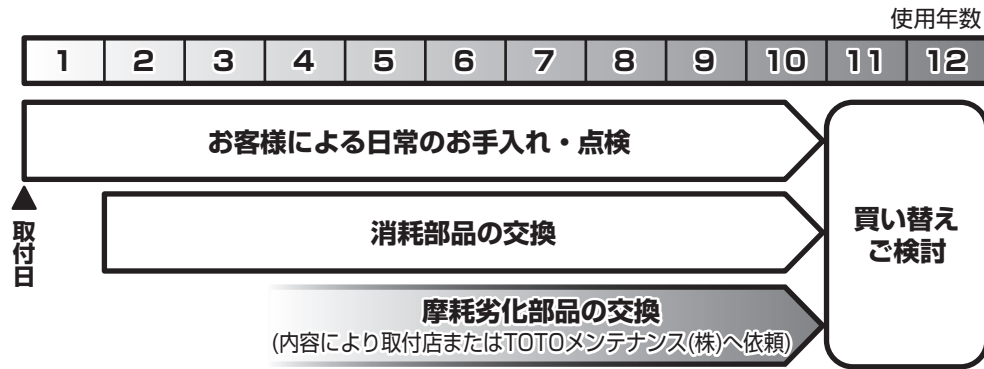 使用年数
1 2 3 4 5 6 7 8 9 10 11 12
お客様による日常のお手入れ・点検
取付日
消耗部品の交換
摩耗劣化部品の交換
(内容により取付店またはTOTOメンテナンス(株)へ依頼)
買い替え
ご検討